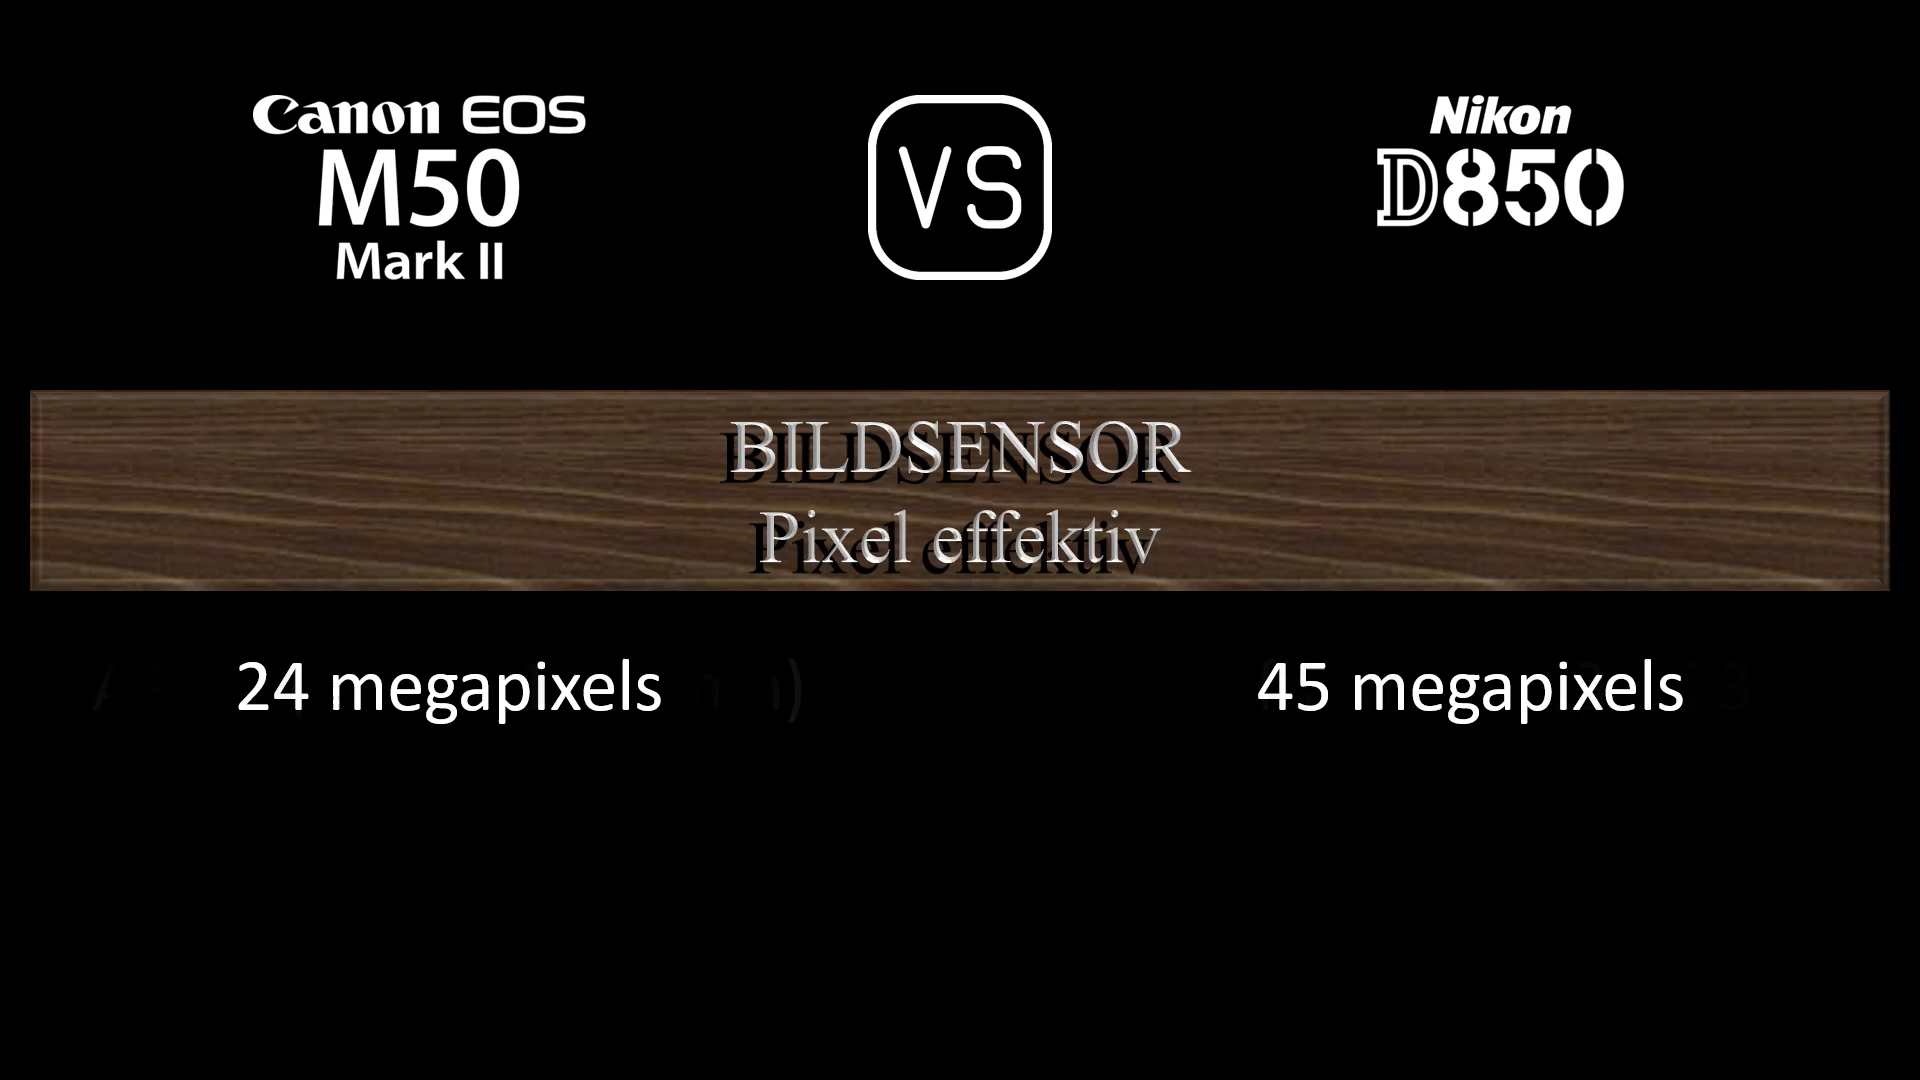 Canon EOS
M50
Mark II
VS
Nikon
D850
BILDSENSOR
Pixel effektiv
24 megapixels
45 megapixels